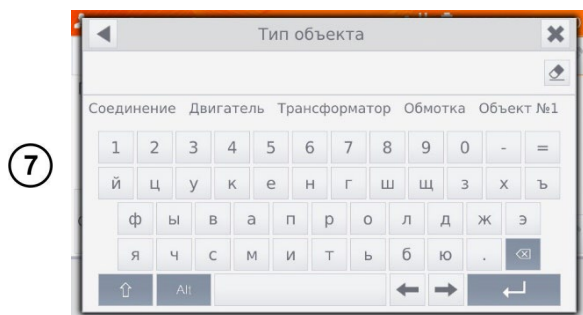 7
Тип объекта
Соединение Двигатель Трансформатор Обмотка Объект №1
1 2 3 4 5 6 7 8 9 0 - =
й ц у к е н г ш щ з х ъ
ф ы в а п р о л д ж э
я ч с м и т ь б ю .
Alt